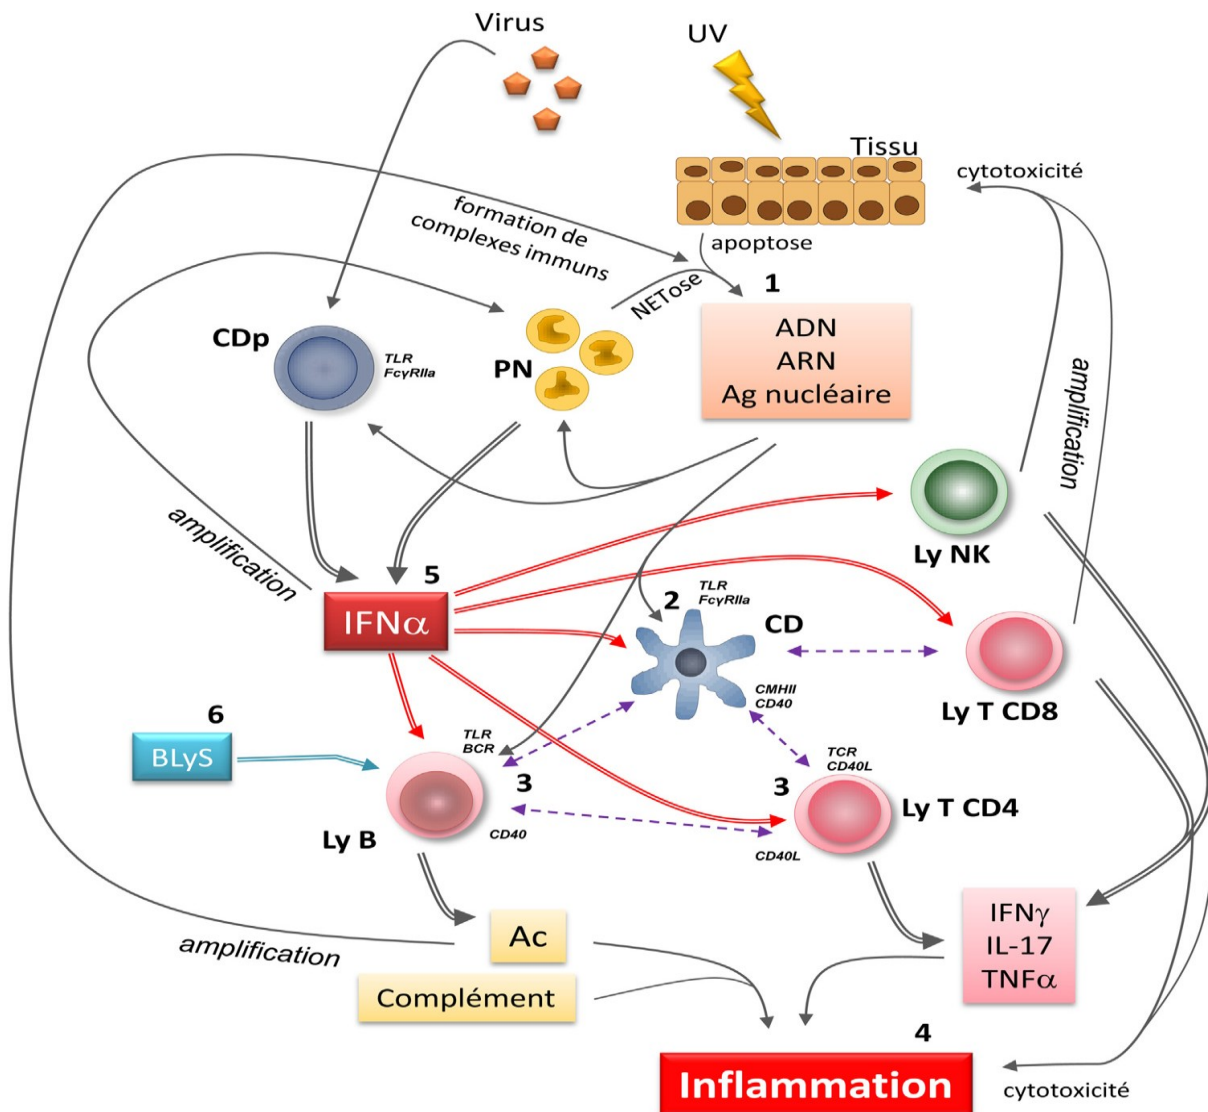 Virus
UV
Tissu
cytotoxicité
formation de
complexes immuns
apoptose
NETose
1
ADN
ARN
Ag nucléaire
CDp
TLR
FcγRIIa
PN
amplification
amplification
Ly NK
5
IFNα
2
TLR
FcγRIIa
CD
CMHII
CD40
Ly T CD8
6
BLyS
TLR
BCR
3
Ly B
CD40
TCR
CD40L
3
Ly T CD4
CD40L
amplification
Ac
Complément
IFNγ
IL-17
TNFα
4
Inflammation
cytotoxicité